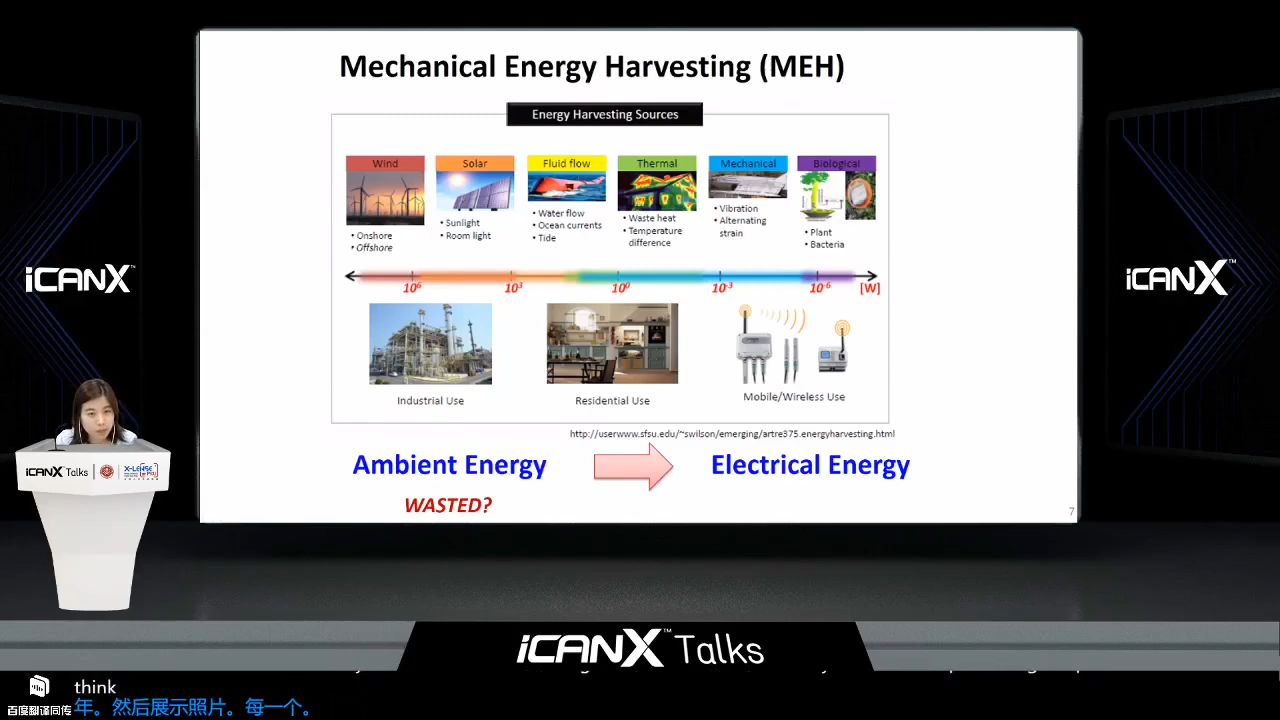 Mechanical Energy Harvesting (MEH)
Energy Harvesting Sources
Wind
Solar
Fluid flow
Thermal
Mechanical
Biological
• Onshore
• Offshore
• Sunlight
• Room light
• Water flow
• Ocean currents
• Tide
• Waste heat
• Temperature
difference
• Vibration
• Alternating
strain
• Plant
• Bacteria
10⁶
10³
10⁰
10⁻³
10⁻⁶
[W]
Industrial Use
Residential Use
Mobile/Wireless Use
http://userwww.sfsu.edu/~swilson/emerging/artre375.energyharvesting.html
Ambient Energy
Electrical Energy
WASTED?
7
iCANX™
iCANX™
iCANX Talks
X-LENSE
iCANX™ Talks
think
百度翻译同传
年。然后展示照片。每一个。